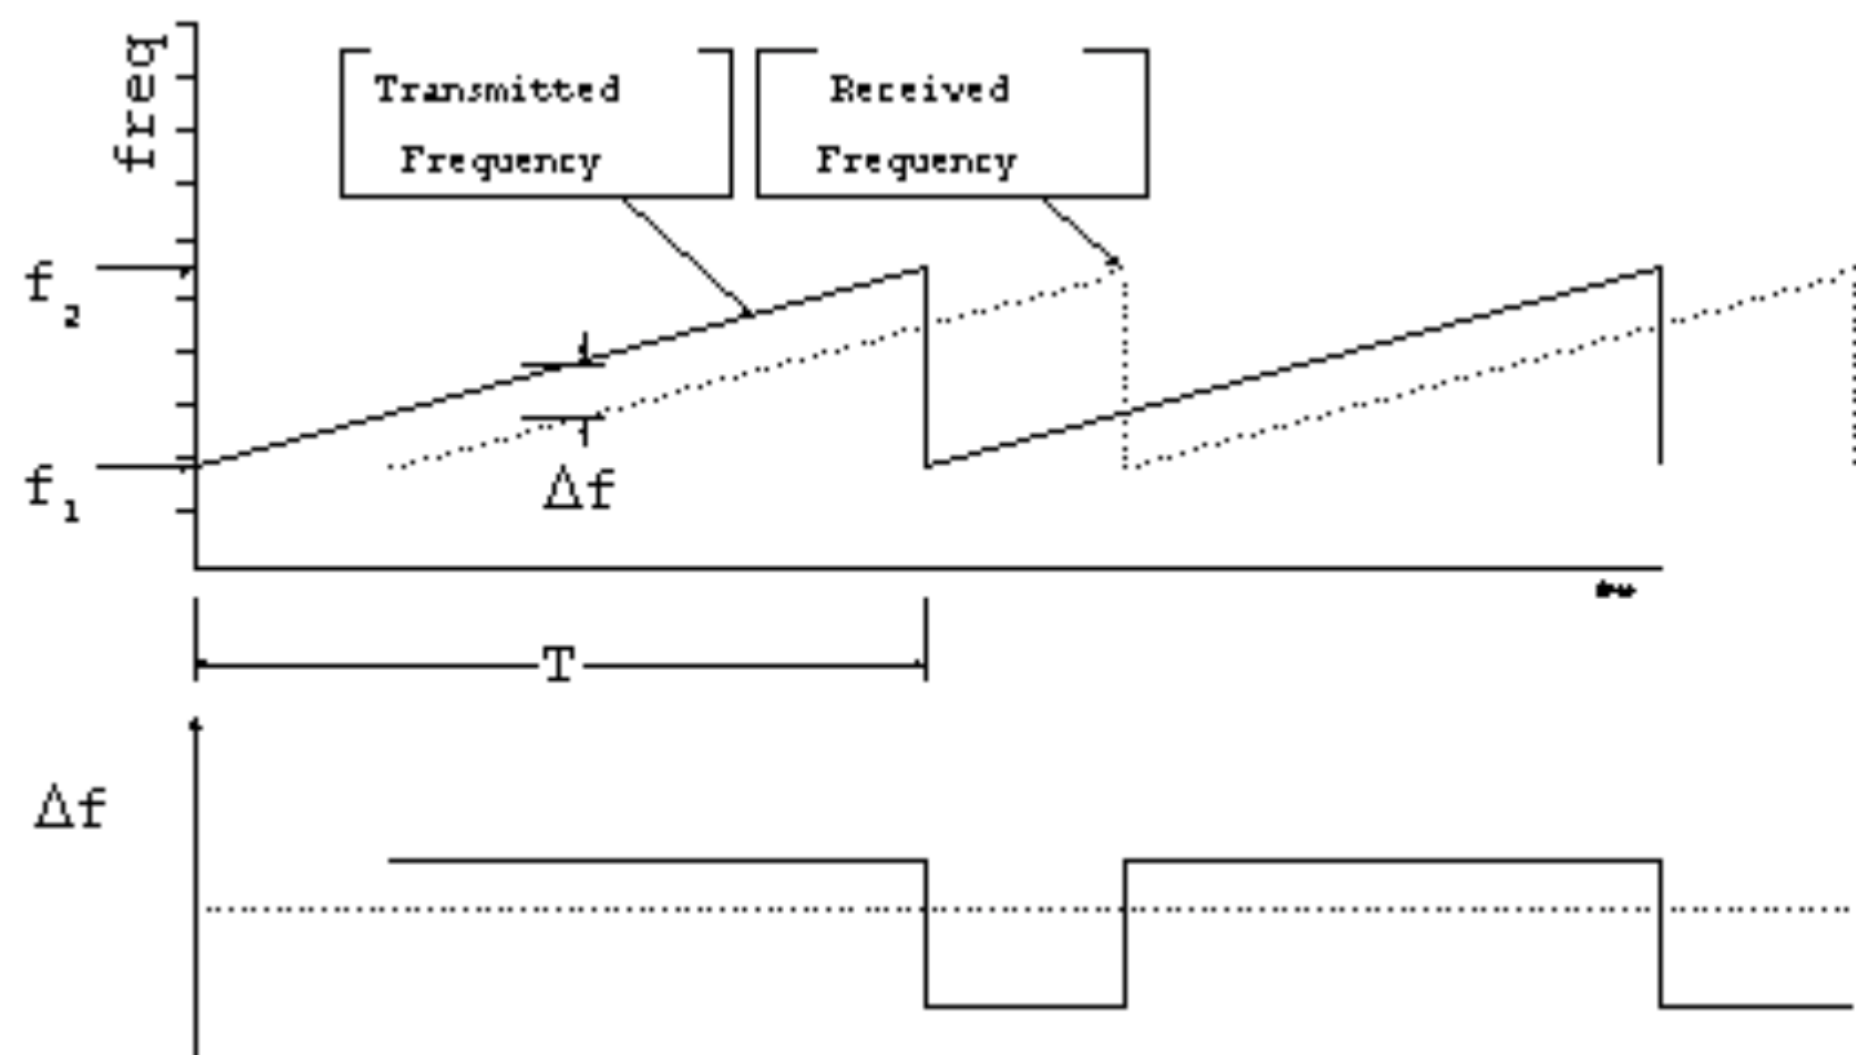 freq
Transmitted
Frequency
Received
Frequency
f2
f1
Δf
T
Δf